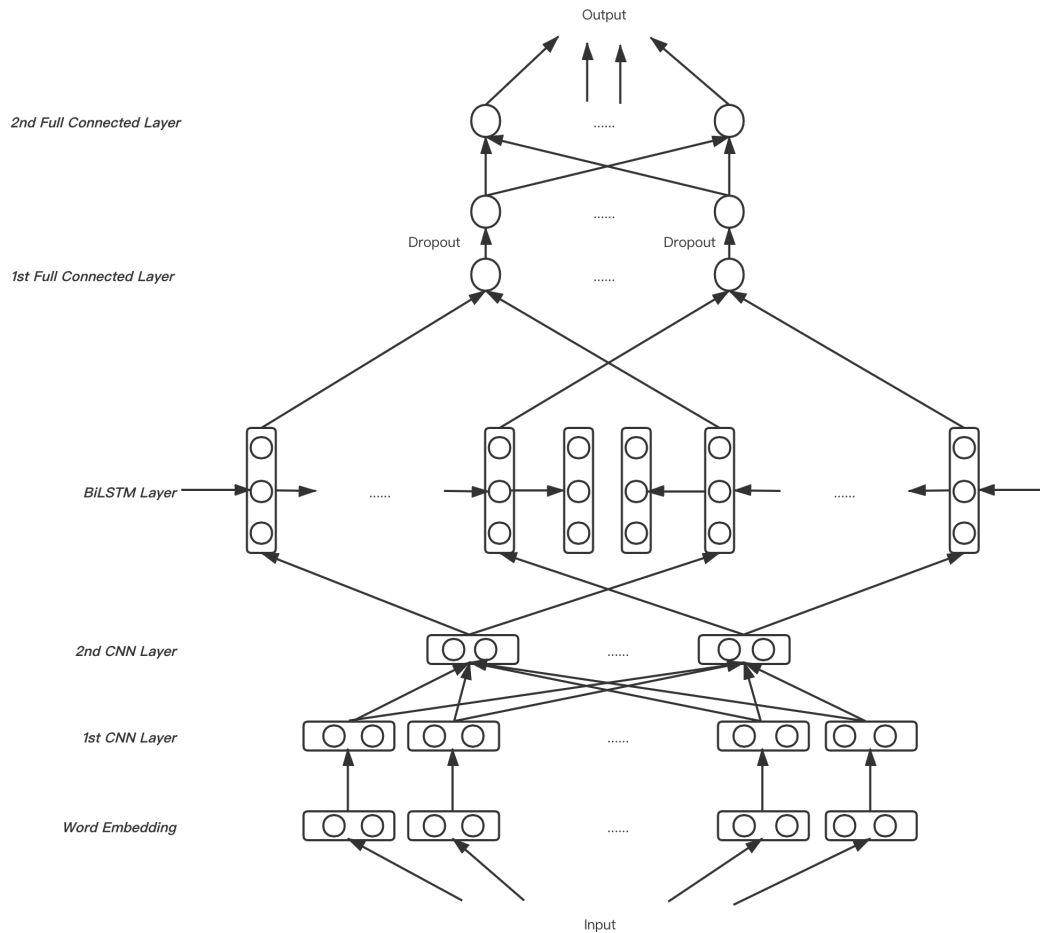 Output
2nd Full Connected Layer
......
......
Dropout
Dropout
1st Full Connected Layer
......
BiLSTM Layer
......
......
2nd CNN Layer
......
1st CNN Layer
......
Word Embedding
......
Input